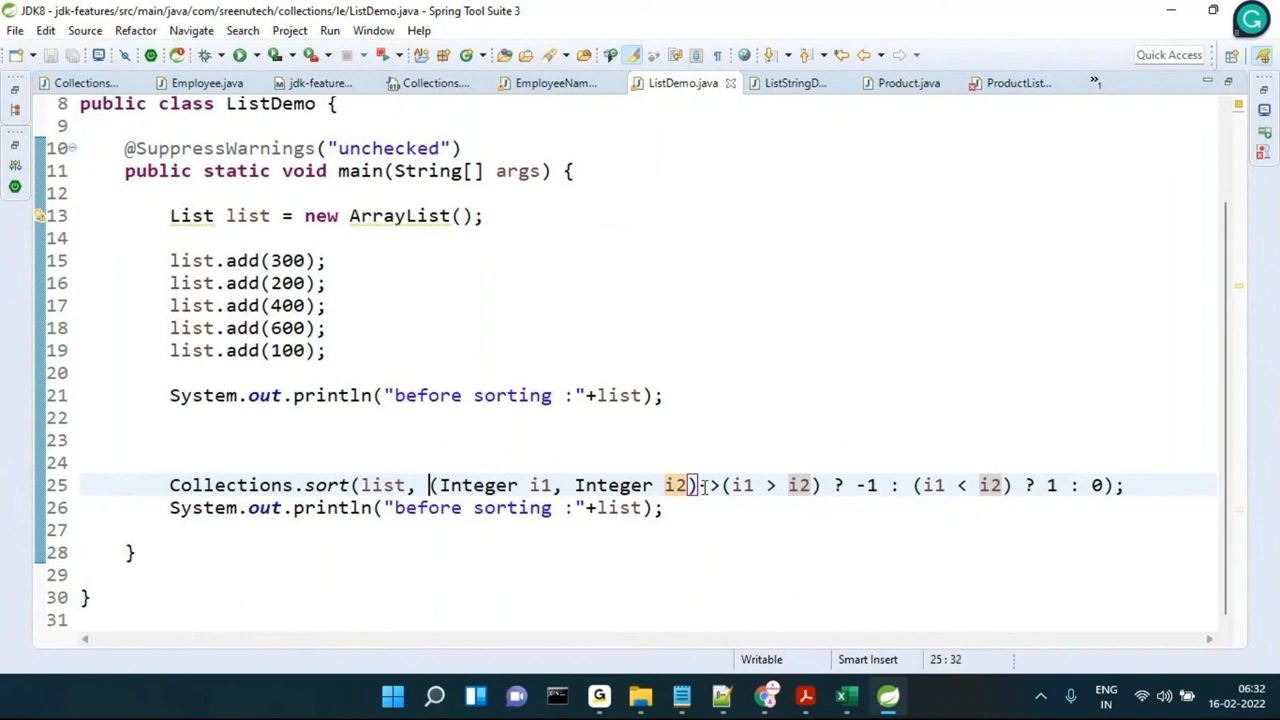 JDK8 - jdk-features/src/main/java/com/sreenutech/collections/le/ListDemo.java - Spring Tool Suite 3
File Edit Source Refactor Navigate Search Project Run Window Help
Quick Access
Collections... Employee.java jdk-feature... Collections.... EmployeeNam... ListDemo.java ListStringD... Product.java ProductList... »1
8 public class ListDemo {
9
10 @SuppressWarnings("unchecked")
11 public static void main(String[] args) {
12
13 List list = new ArrayList();
14
15 list.add(300);
16 list.add(200);
17 list.add(400);
18 list.add(600);
19 list.add(100);
20
21 System.out.println("before sorting :"+list);
22
23
24
25 Collections.sort(list, (Integer i1, Integer i2)->(i1 > i2) ? -1 : (i1 < i2) ? 1 : 0);
26 System.out.println("before sorting :"+list);
27
28 }
29
30 }
31
Writable Smart Insert 25 : 32
ENG
IN
06:32
16-02-2022